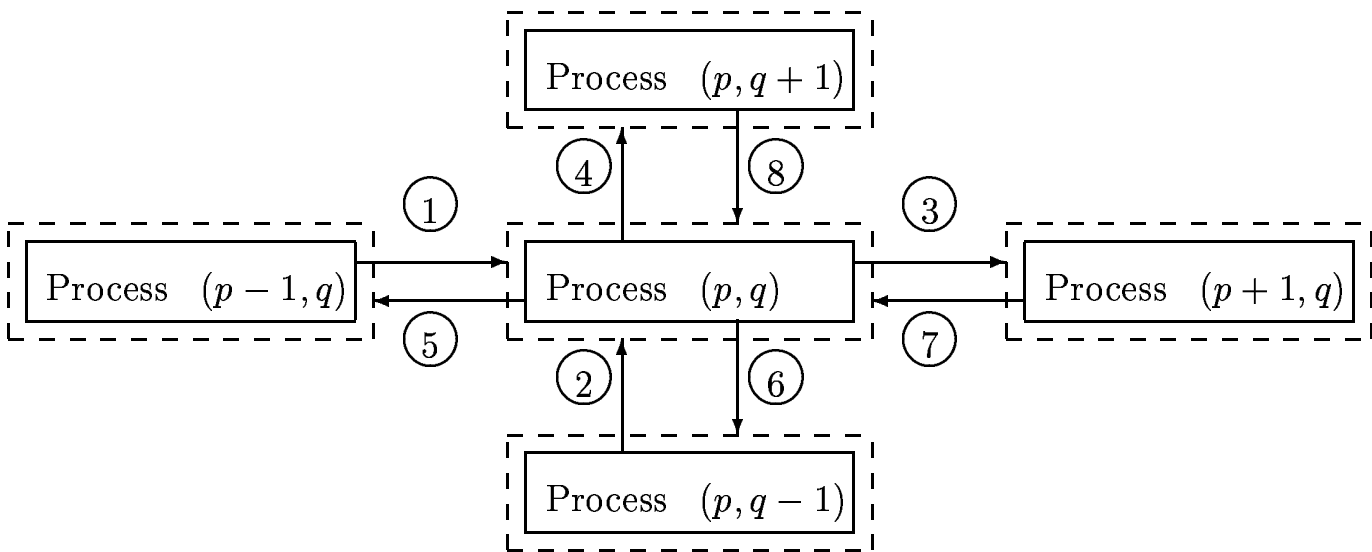 Process (p, q + 1)
4
8
1
3
Process (p − 1, q)
Process (p, q)
Process (p + 1, q)
5
7
2
6
Process (p, q − 1)